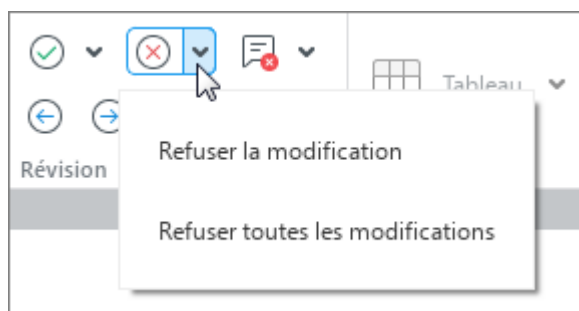 Tableau
Révision
Refuser la modification
Refuser toutes les modifications